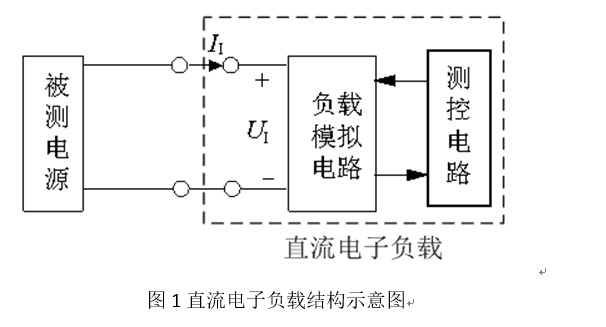 被测电源
I_I
+
U_I
−
负载模拟电路
测控电路
直流电子负载
图 1 直流电子负载结构示意图